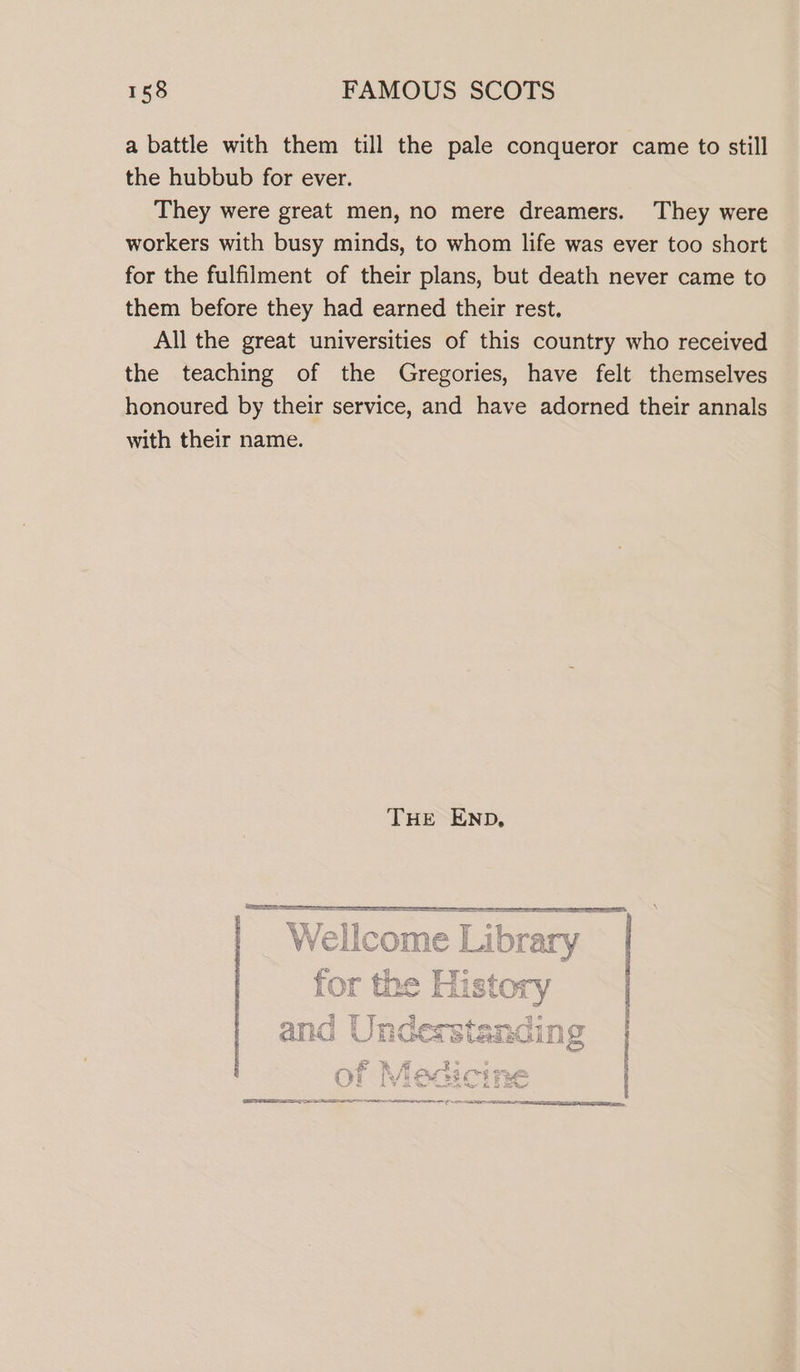 158 FAMOUS SCOTS
a battle with them till the pale conqueror came to still
the hubbub for ever.
They were great men, no mere dreamers. They were
workers with busy minds, to whom life was ever too short
for the fulfilment of their plans, but death never came to
them before they had earned their rest.
All the great universities of this country who received
the teaching of the Gregories, have felt themselves
honoured by their service, and have adorned their annals
with their name.
THE END.
Wellcome Library
for the History
and Understanding
of Medicine